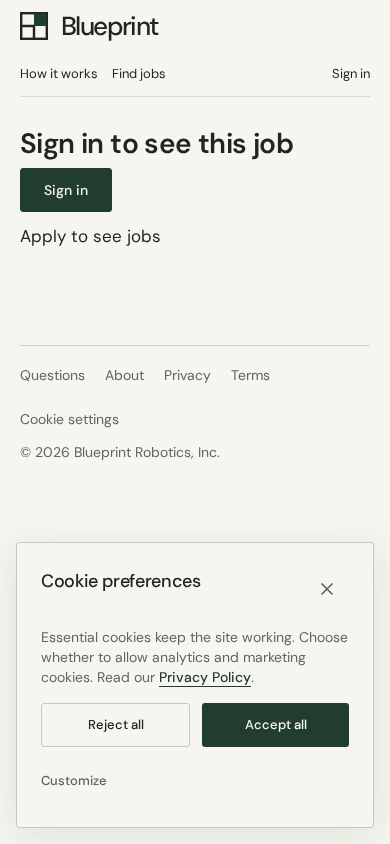 Blueprint
How it works Find jobs Sign in
Sign in to see this job
Sign in
Apply to see jobs
Questions About Privacy Terms
Cookie settings
© 2026 Blueprint Robotics, Inc.
Cookie preferences
Essential cookies keep the site working. Choose
whether to allow analytics and marketing
cookies. Read our Privacy Policy.
Reject all Accept all
Customize